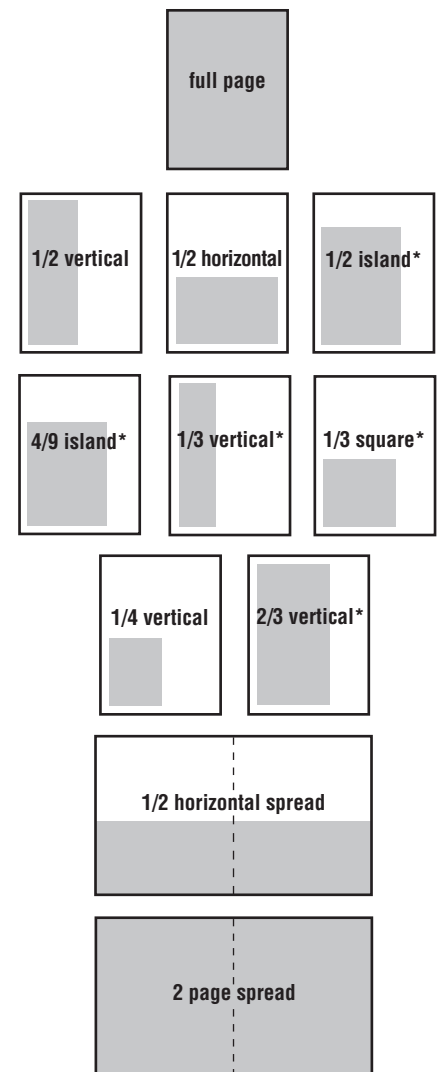 full page
1/2 vertical
1/2 horizontal
1/2 island*
4/9 island*
1/3 vertical*
1/3 square*
1/4 vertical
2/3 vertical*
1/2 horizontal spread
2 page spread